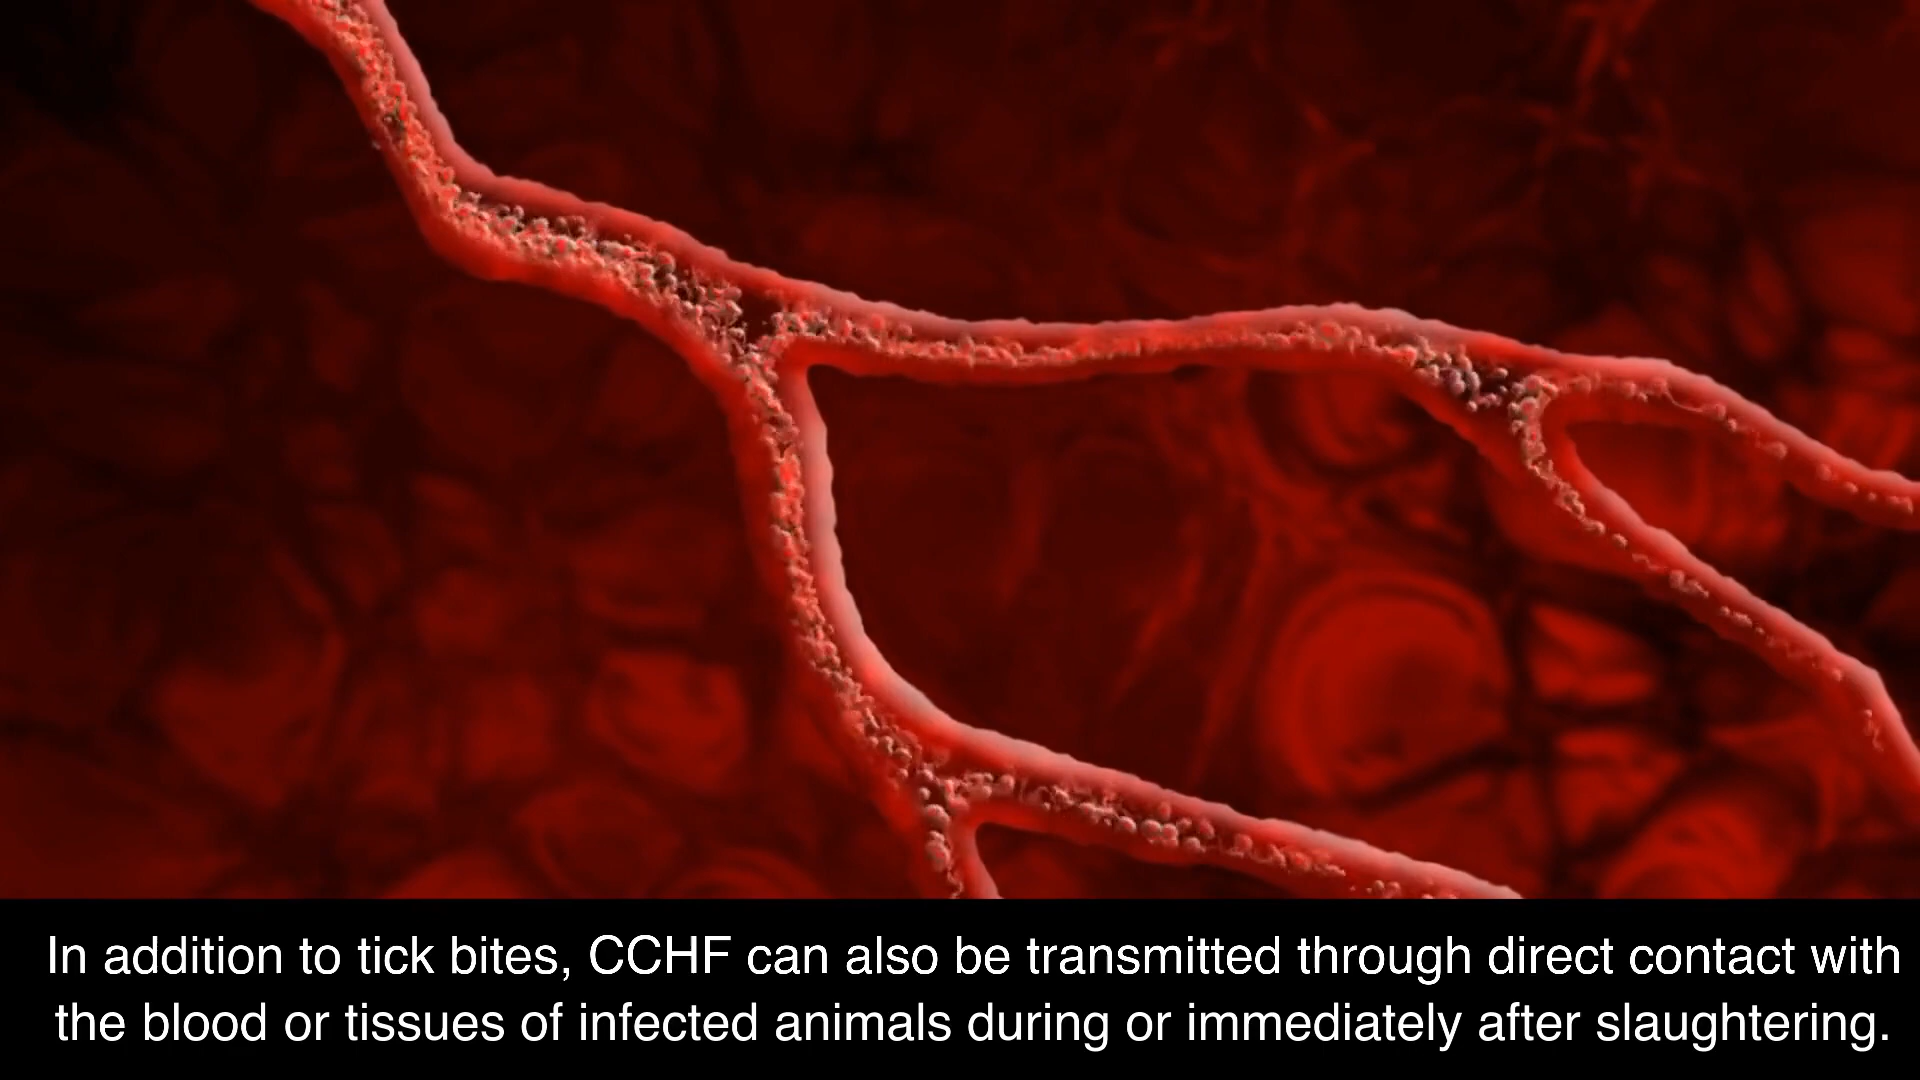 In addition to tick bites, CCHF can also be transmitted through direct contact with
the blood or tissues of infected animals during or immediately after slaughtering.